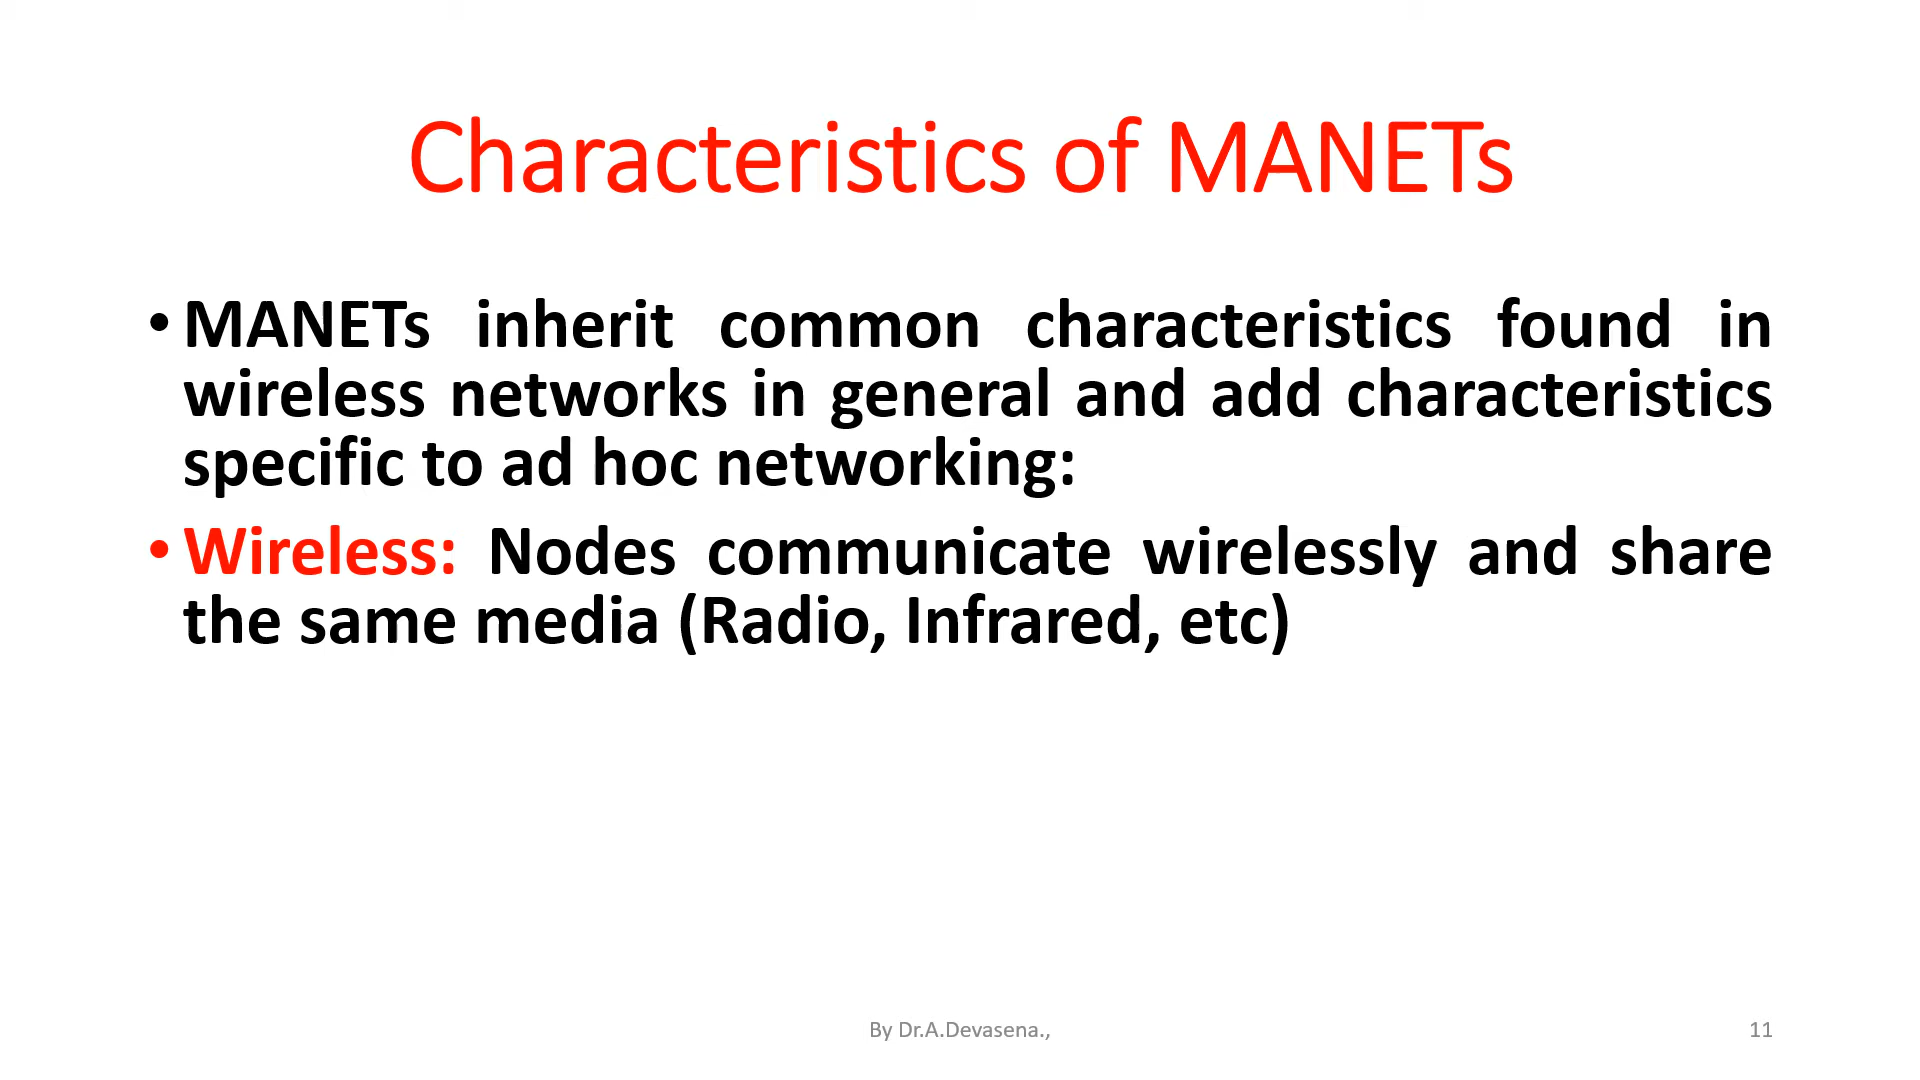 Characteristics of MANETs
• MANETs inherit common characteristics found in
wireless networks in general and add characteristics
specific to ad hoc networking:
• Wireless: Nodes communicate wirelessly and share
the same media (Radio, Infrared, etc)
By Dr.A.Devasena.,
11